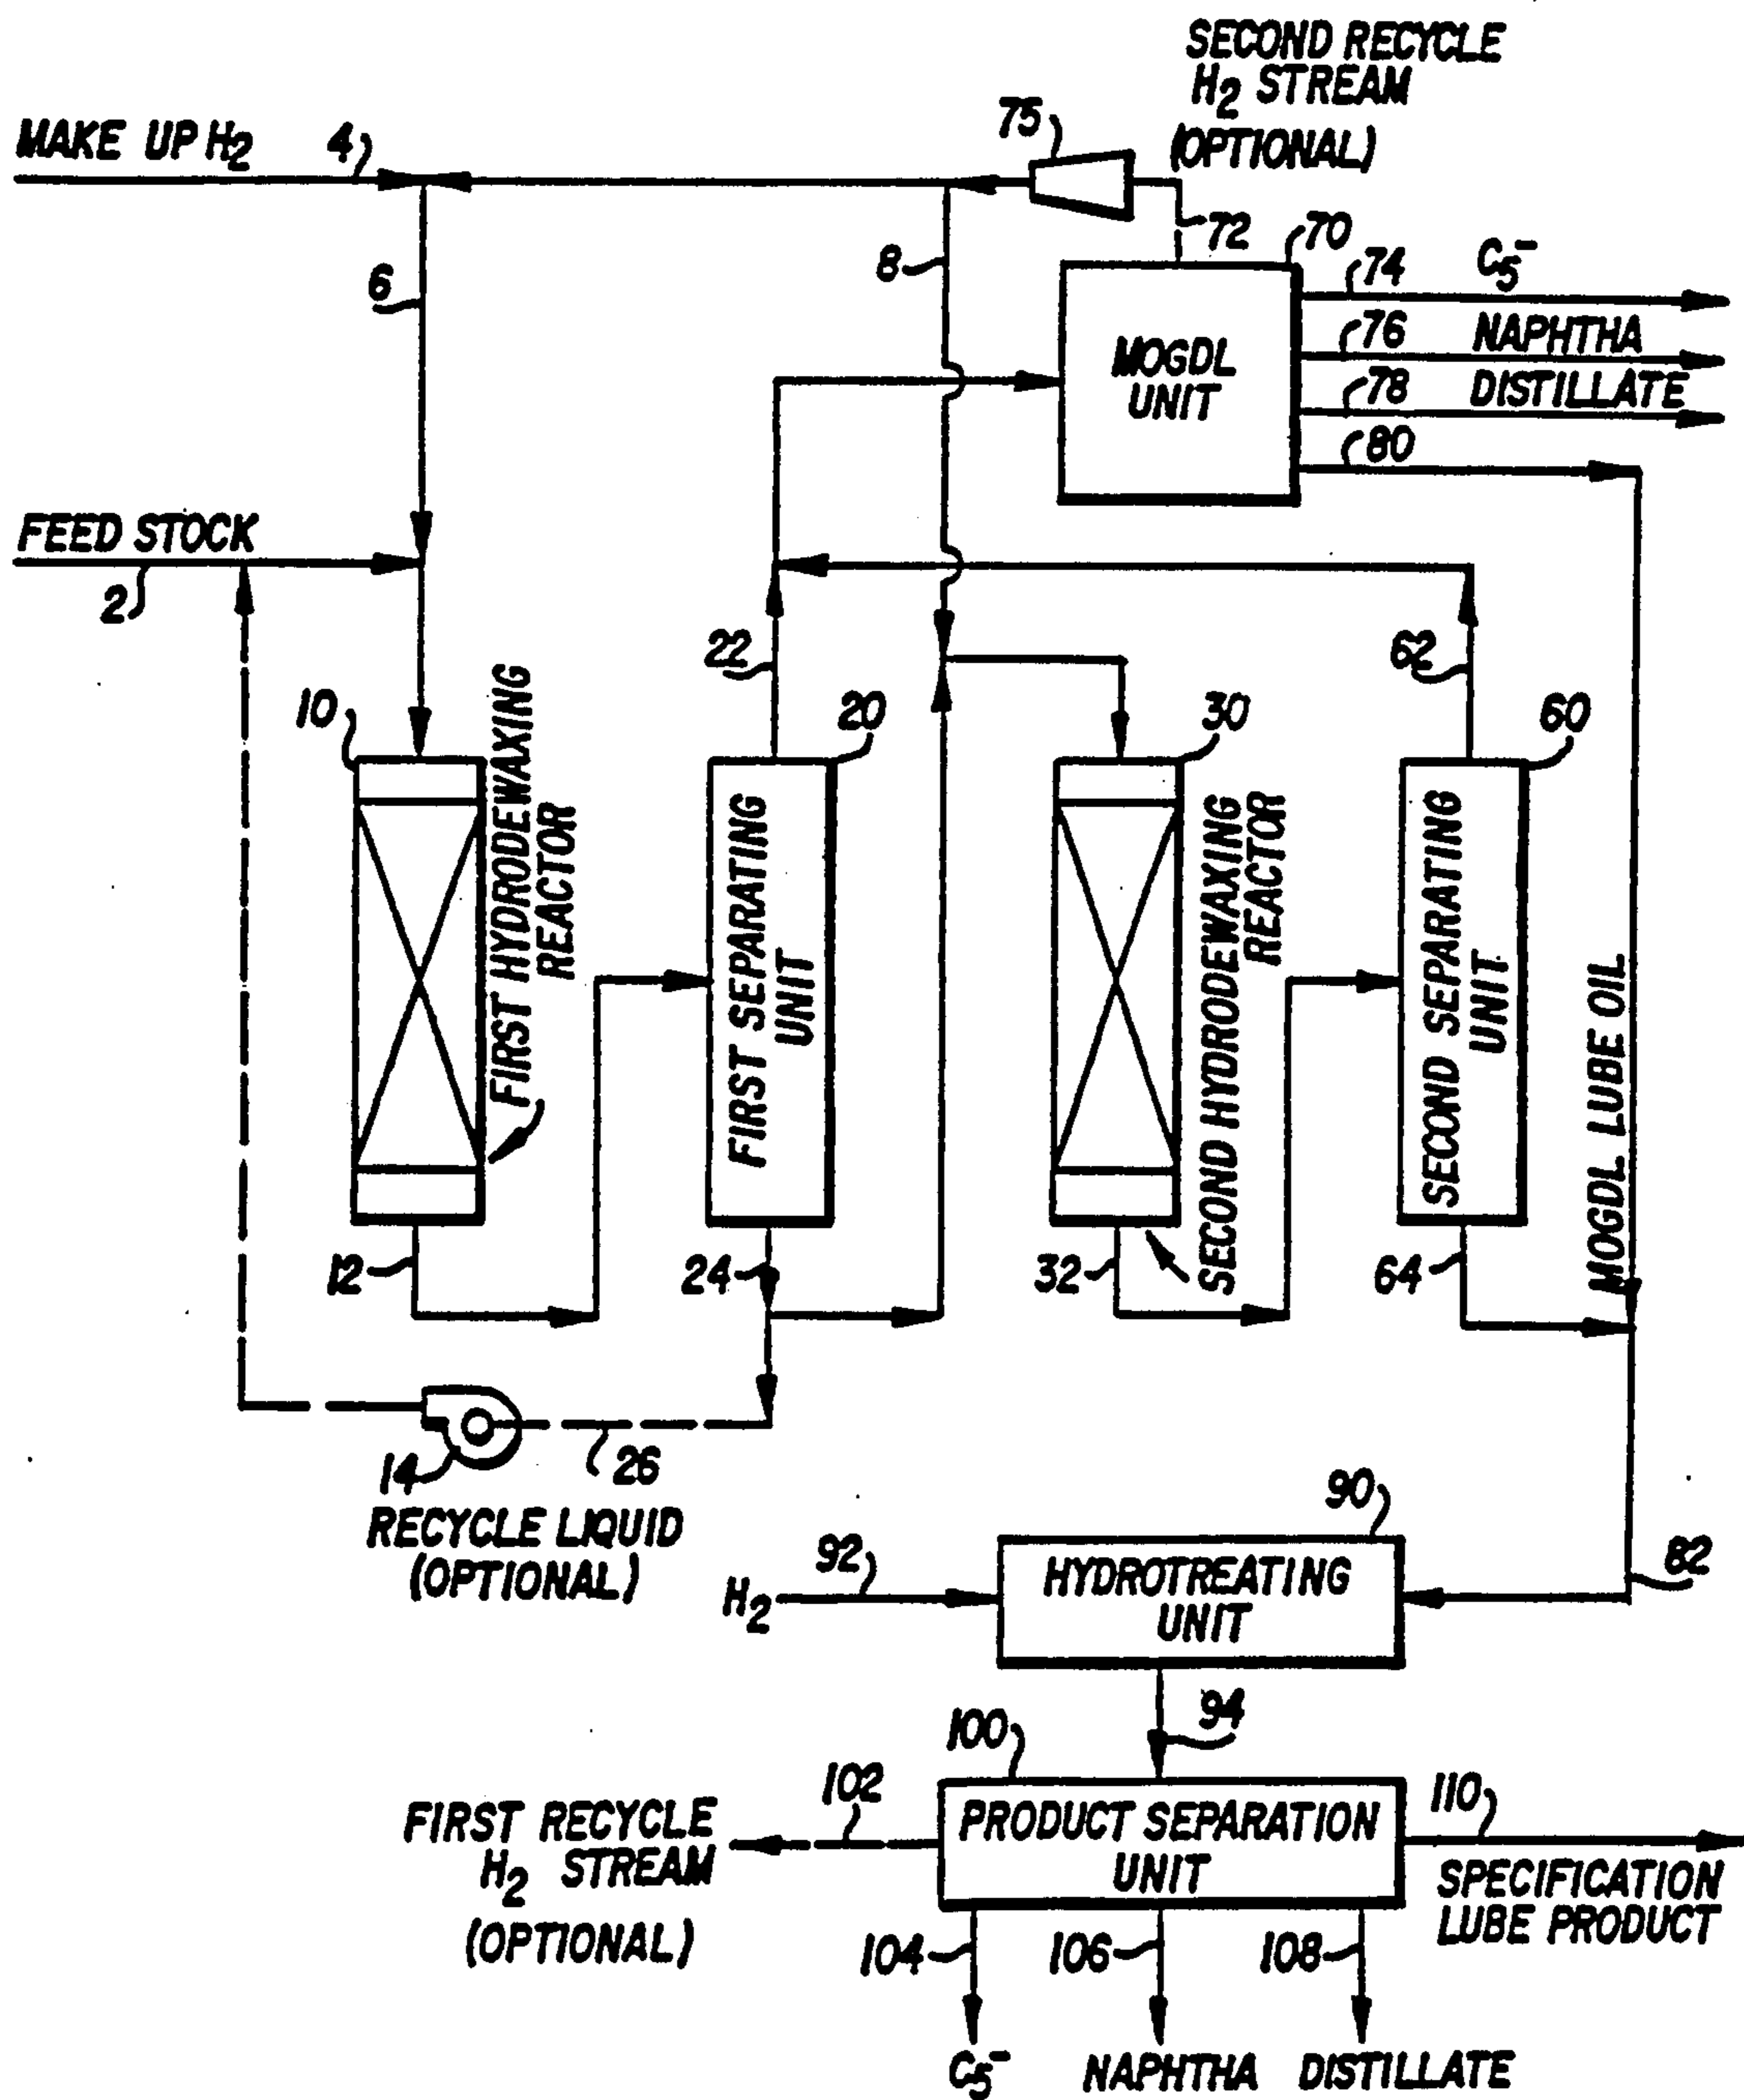 SECOND RECYCLE
H2 STREAM
(OPTIONAL)
75
MAKE UP H2
4
72
70
8
6
74
C5-
76
NAPHTHA
78
DISTILLATE
80
MOGDL
UNIT
FEED STOCK
2
22
62
10
20
30
60
FIRST HYDRODEWAXING
REACTOR
FIRST SEPARATING
UNIT
SECOND HYDRODEWAXING
REACTOR
SECOND SEPARATING
UNIT
MOGDL LUBE OIL
12
24
32
64
14
26
RECYCLE LIQUID
(OPTIONAL)
90
92
H2
HYDROTREATING
UNIT
82
94
100
102
FIRST RECYCLE
H2 STREAM
(OPTIONAL)
PRODUCT SEPARATION
UNIT
110
SPECIFICATION
LUBE PRODUCT
104
106
108
C5-
NAPHTHA
DISTILLATE